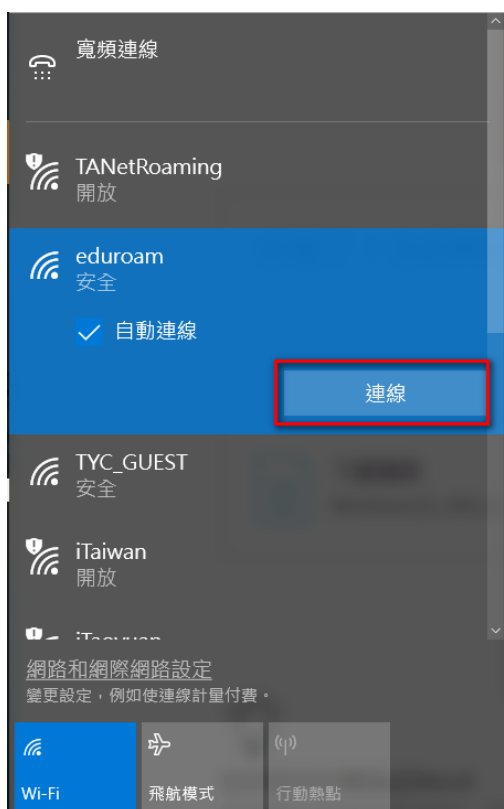 寬頻連線
TANetRoaming
開放
eduroam
安全
自動連線
連線
TYC_GUEST
安全
iTaiwan
開放
網路和網際網路設定
變更設定，例如使連線計量付費。
Wi-Fi
飛航模式
行動熱點